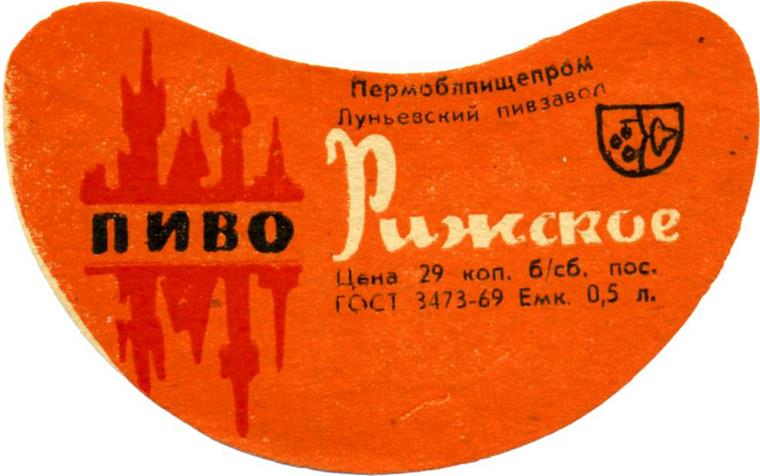 Пермоблпищепром
Луньевский пивзавод
ПИВО Рижское
Цена 29 коп. б/сб. пос.
ГОСТ 3473-69 Емк. 0,5 л.